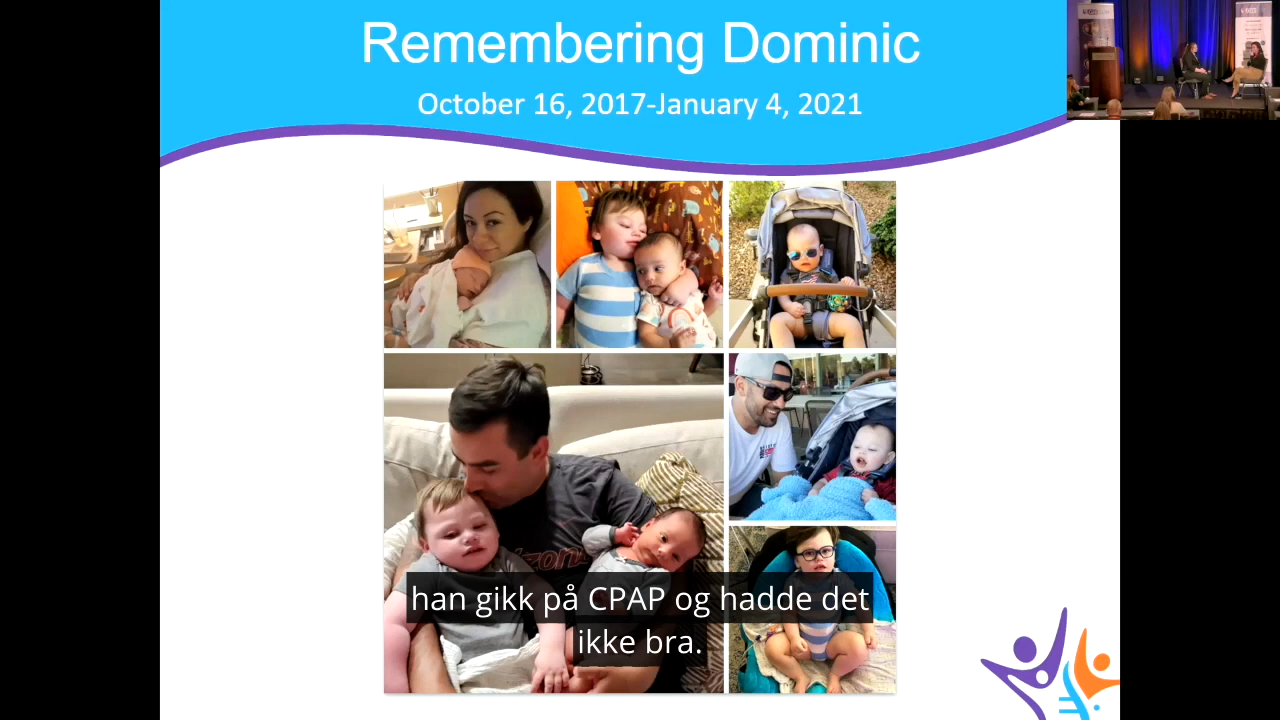 Remembering Dominic
October 16, 2017-January 4, 2021
han gikk på CPAP og hadde det
ikke bra.